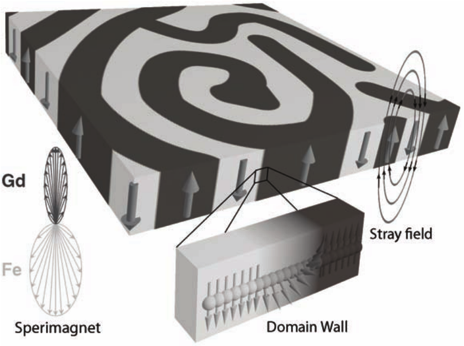 Gd
Fe
Sperimagnet
Stray field
Domain Wall